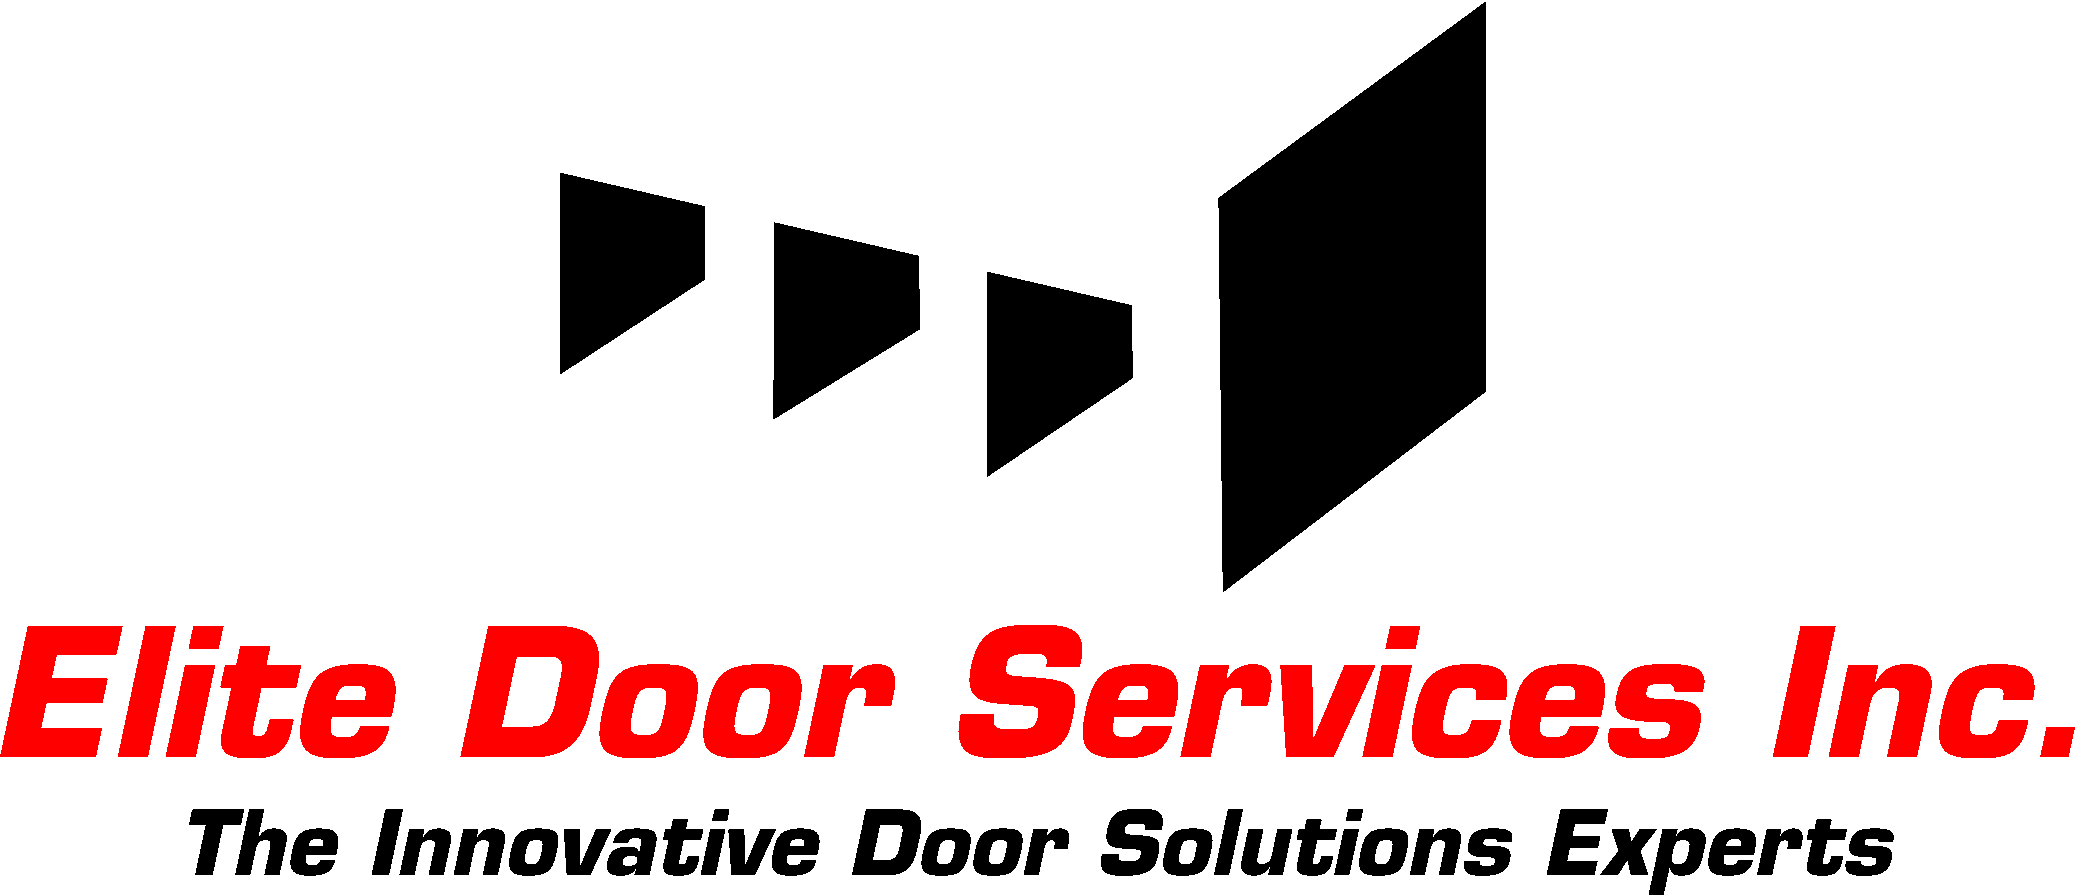 Elite Door Services Inc.
The Innovative Door Solutions Experts